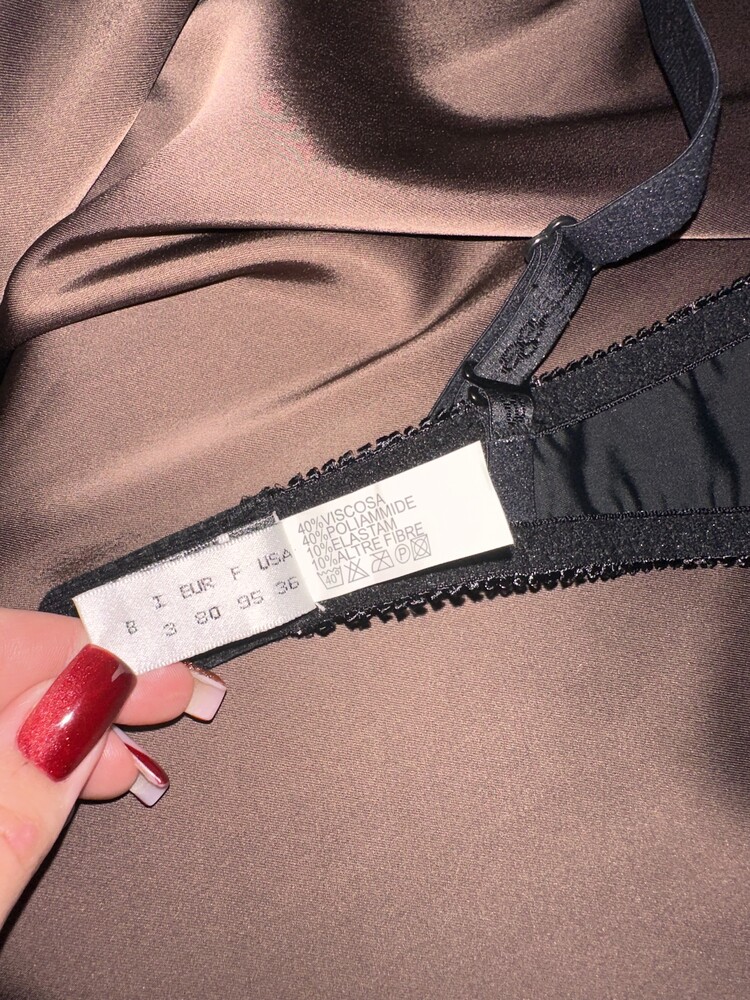 I EUR F USA
B 3 80 95 36
40%VISCOSA
40%POLIAMMIDE
10%ELASTAM
10%ALTRE FIBRE
40° P